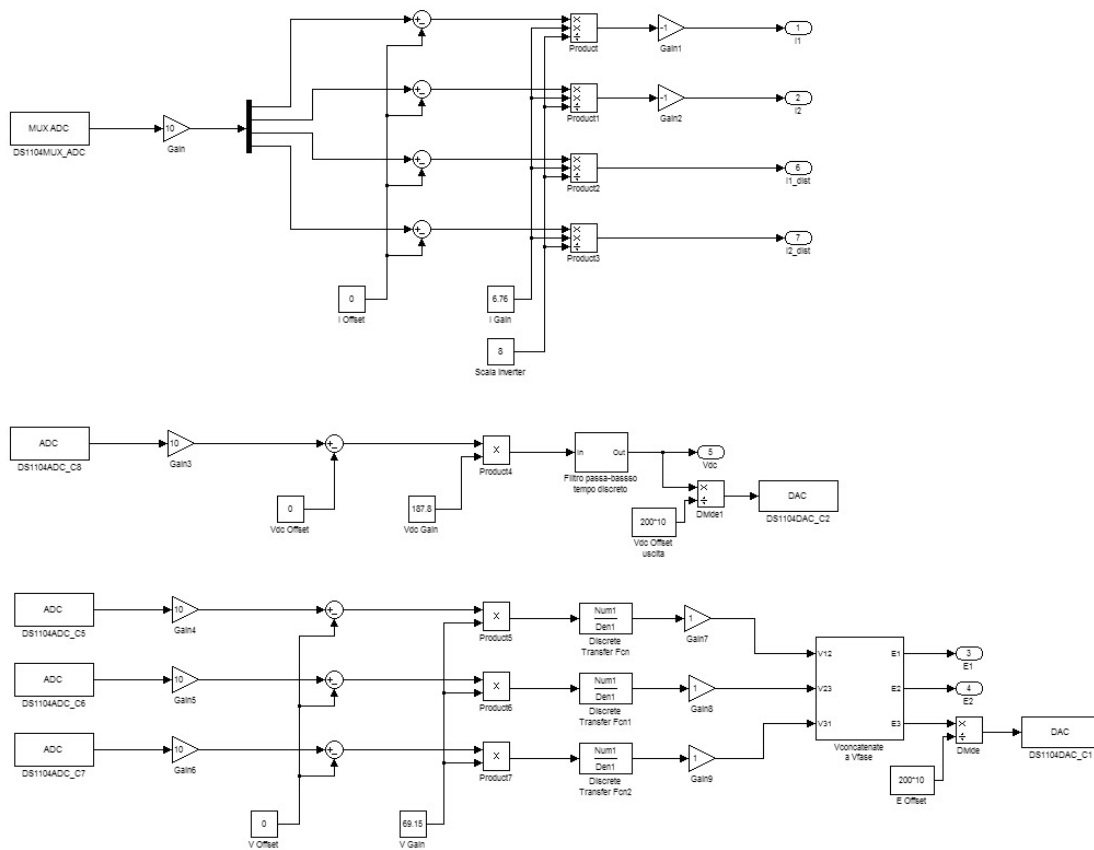 +
−
×
×
÷
Product
-1
Gain1
1
I1
MUX ADC
DS1104MUX_ADC
10
Gain
+
−
×
×
÷
Product1
-1
Gain2
2
I2
+
−
×
×
÷
Product2
6
I1_dist
+
−
×
×
÷
Product3
7
I2_dist
0
I Offset
6.76
I Gain
8
Scala Inverter
ADC
DS1104ADC_C8
10
Gain3
+
−
X
Product4
In
Out
Filtro passa-bassso
tempo discreto
5
Vdc
0
Vdc Offset
187.8
Vdc Gain
200*10
Vdc Offset
uscita
×
÷
Divide1
DAC
DS1104DAC_C2
ADC
DS1104ADC_C5
10
Gain4
+
−
X
Product5
Num1
Den1
Discrete
Transfer Fcn
1
Gain7
ADC
DS1104ADC_C6
10
Gain5
+
−
X
Product6
Num1
Den1
Discrete
Transfer Fcn1
1
Gain8
ADC
DS1104ADC_C7
10
Gain6
+
−
X
Product7
Num1
Den1
Discrete
Transfer Fcn2
1
Gain9
V12
E1
V23
E2
V31
E3
Vconcatenate
a Vfase
3
E1
4
E2
×
÷
Divide
DAC
DS1104DAC_C1
200*10
E Offset
0
V Offset
69.15
V Gain